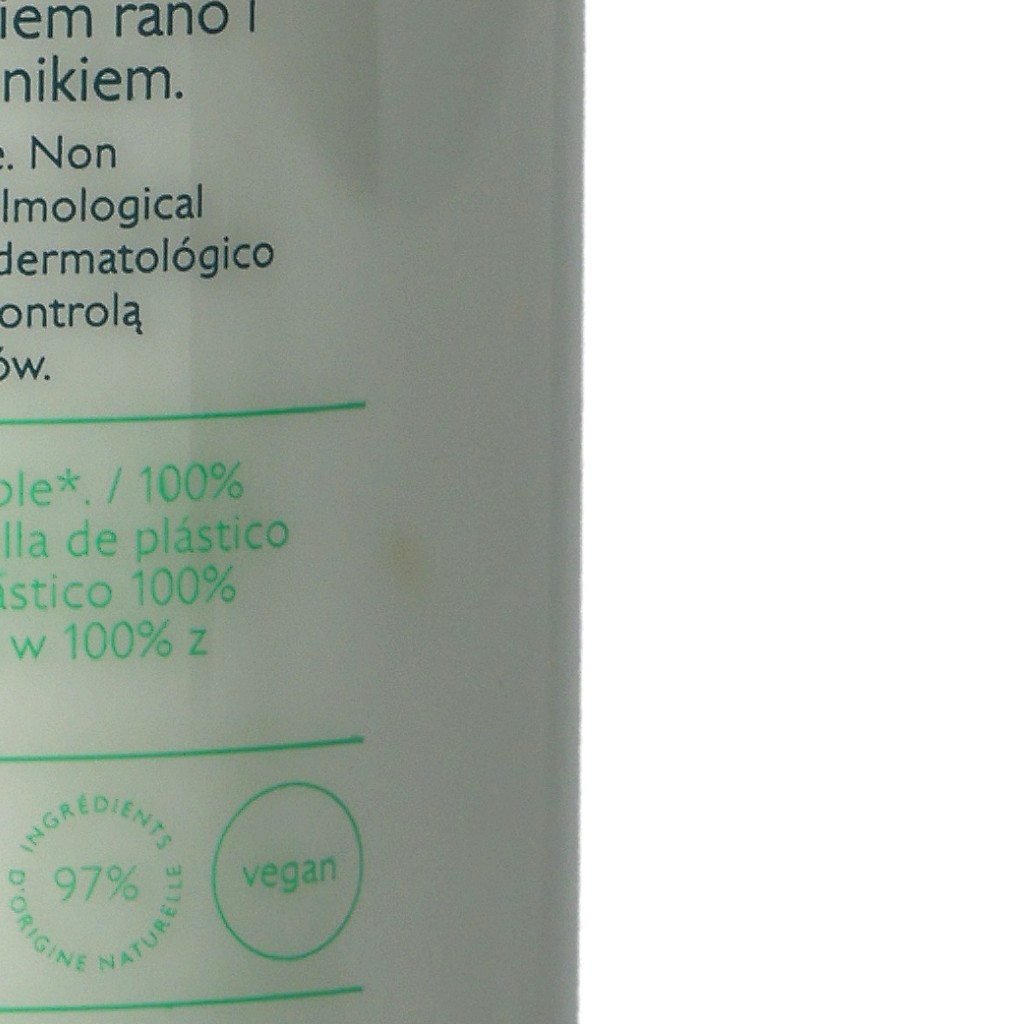 iem rano i
nikiem.
e. Non
lmological
dermatológico
ontrolą
ów.
ble*. / 100%
lla de plástico
ástico 100%
w 100% z
INGRÉDIENTS
97%
D'ORIGINE NATURELLE
vegan